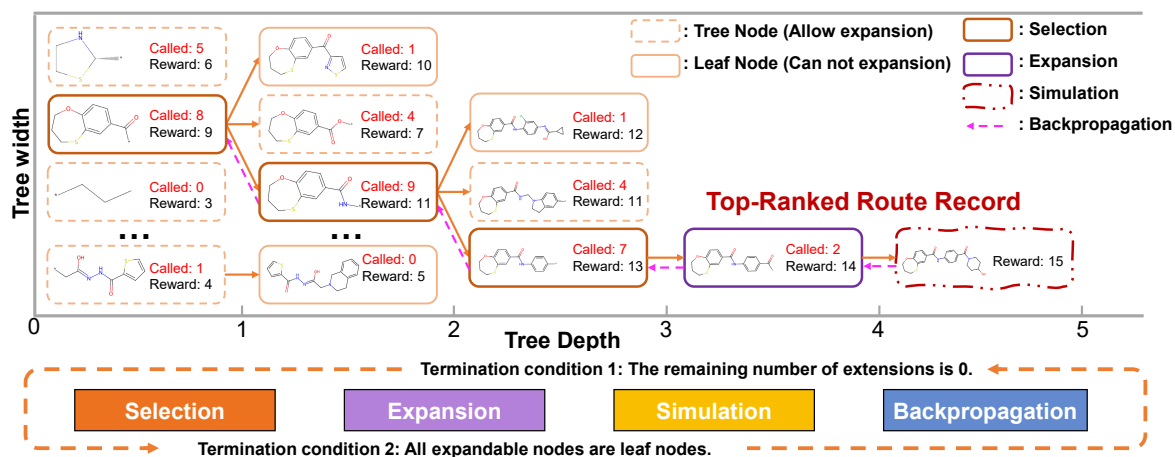 Tree width
Called: 5
Reward: 6
Called: 8
Reward: 9
Called: 0
Reward: 3
...
Called: 1
Reward: 4
Called: 1
Reward: 10
Called: 4
Reward: 7
Called: 9
Reward: 11
...
Called: 0
Reward: 5
Called: 1
Reward: 12
Called: 4
Reward: 11
Called: 7
Reward: 13
Called: 2
Reward: 14
Reward: 15
Top-Ranked Route Record
: Tree Node (Allow expansion)
: Leaf Node (Can not expansion)
: Selection
: Expansion
: Simulation
: Backpropagation
0 1 2 3 4 5
Tree Depth
Termination condition 1: The remaining number of extensions is 0.
Selection
Expansion
Simulation
Backpropagation
Termination condition 2: All expandable nodes are leaf nodes.